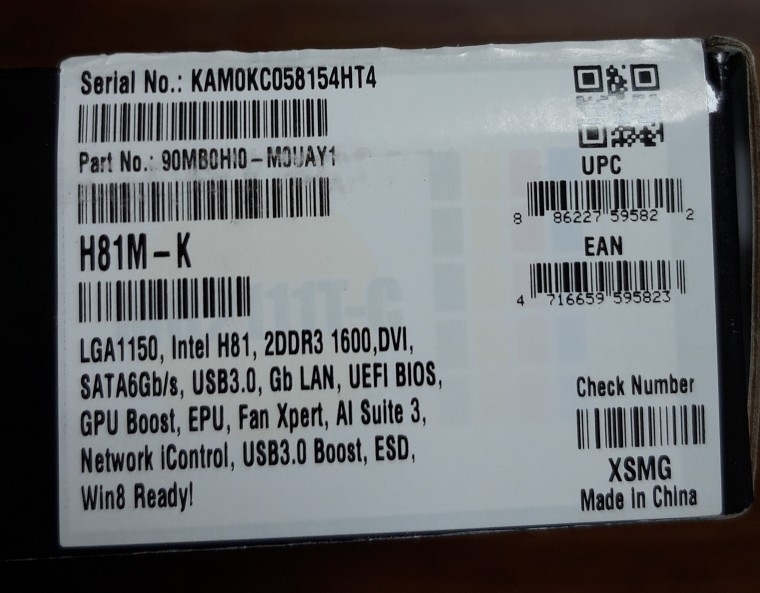 Serial No.: KAM0KC058154HT4
Part No.: 90MB0HI0-M0UAY1
H81M-K
LGA1150, Intel H81, 2DDR3 1600,DVI,
SATA6Gb/s, USB3.0, Gb LAN, UEFI BIOS,
GPU Boost, EPU, Fan Xpert, AI Suite 3,
Network iControl, USB3.0 Boost, ESD,
Win8 Ready!
UPC
8 86227 59582 2
EAN
4 716659 595823
Check Number
XSMG
Made In China